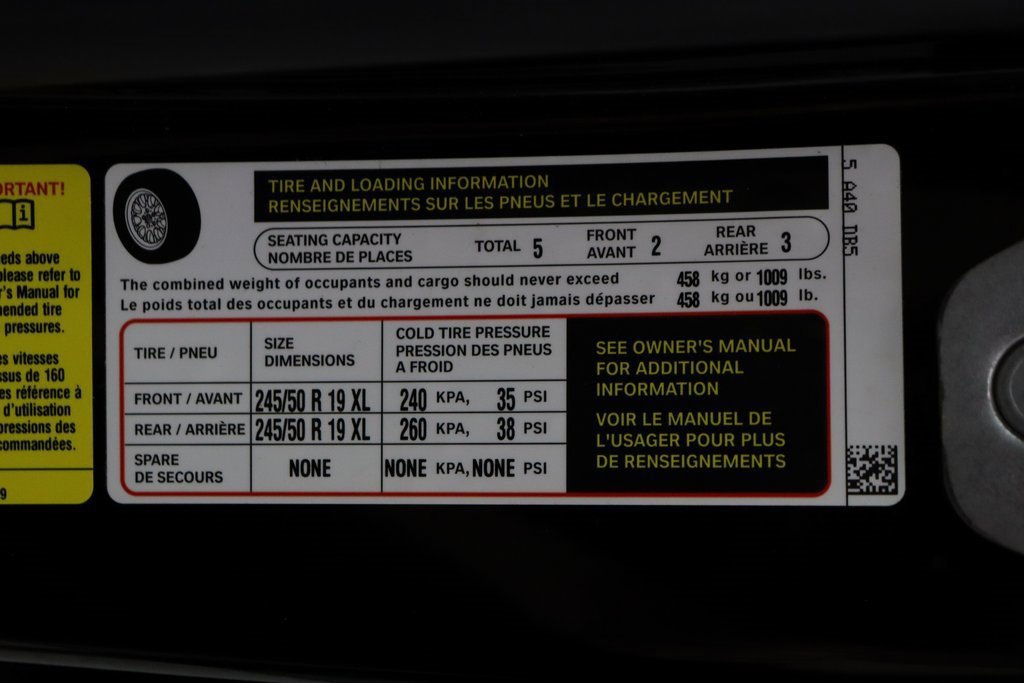 ORTANT!
i
eds above
please refer to
r's Manual for
ended tire
pressures.
es vitesses
ssus de 160
es référence à
d'utilisation
pressions des
commandées.
9
TIRE AND LOADING INFORMATION
RENSEIGNEMENTS SUR LES PNEUS ET LE CHARGEMENT
SEATING CAPACITY
NOMBRE DE PLACES
TOTAL 5
FRONT
AVANT 2
REAR
ARRIÈRE 3
The combined weight of occupants and cargo should never exceed 458 kg or 1009 lbs.
Le poids total des occupants et du chargement ne doit jamais dépasser 458 kg ou 1009 lb.
TIRE / PNEU
SIZE
DIMENSIONS
COLD TIRE PRESSURE
PRESSION DES PNEUS
A FROID
FRONT / AVANT 245/50 R 19 XL 240 KPA, 35 PSI
REAR / ARRIÈRE 245/50 R 19 XL 260 KPA, 38 PSI
SPARE
DE SECOURS
NONE NONE KPA, NONE PSI
SEE OWNER'S MANUAL
FOR ADDITIONAL
INFORMATION
VOIR LE MANUEL DE
L'USAGER POUR PLUS
DE RENSEIGNEMENTS
5 A40 DB5